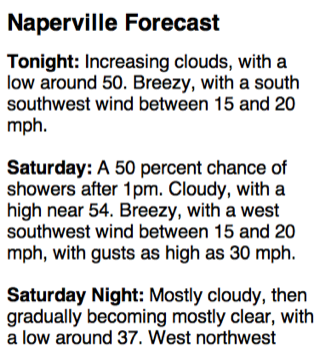 Naperville Forecast
Tonight: Increasing clouds, with a
low around 50. Breezy, with a south
southwest wind between 15 and 20
mph.
Saturday: A 50 percent chance of
showers after 1pm. Cloudy, with a
high near 54. Breezy, with a west
southwest wind between 15 and 20
mph, with gusts as high as 30 mph.
Saturday Night: Mostly cloudy, then
gradually becoming mostly clear, with
a low around 37. West northwest